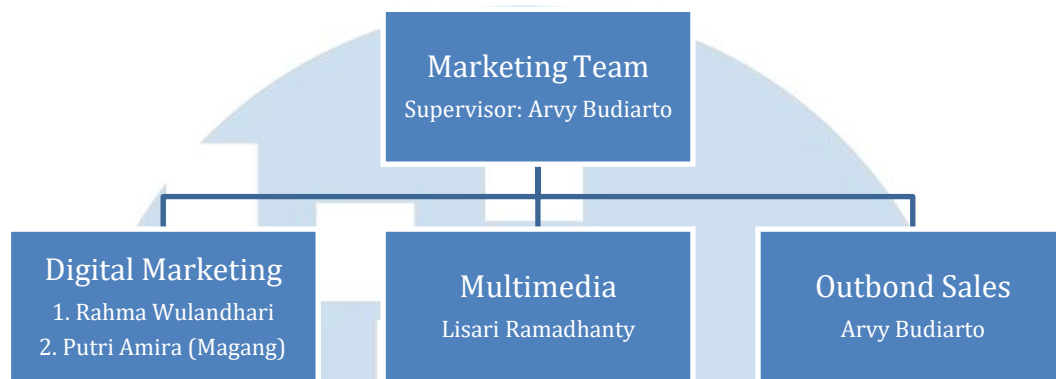 Marketing Team
Supervisor: Arvy Budiarto
Digital Marketing
1. Rahma Wulandhari
2. Putri Amira (Magang)
Multimedia
Lisari Ramadhanty
Outbond Sales
Arvy Budiarto